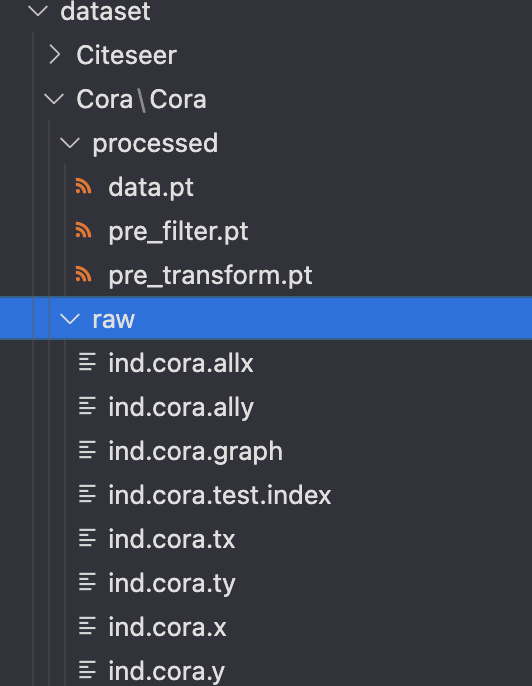 dataset
Citeseer
Cora\Cora
processed
data.pt
pre_filter.pt
pre_transform.pt
raw
ind.cora.allx
ind.cora.ally
ind.cora.graph
ind.cora.test.index
ind.cora.tx
ind.cora.ty
ind.cora.x
ind.cora.y